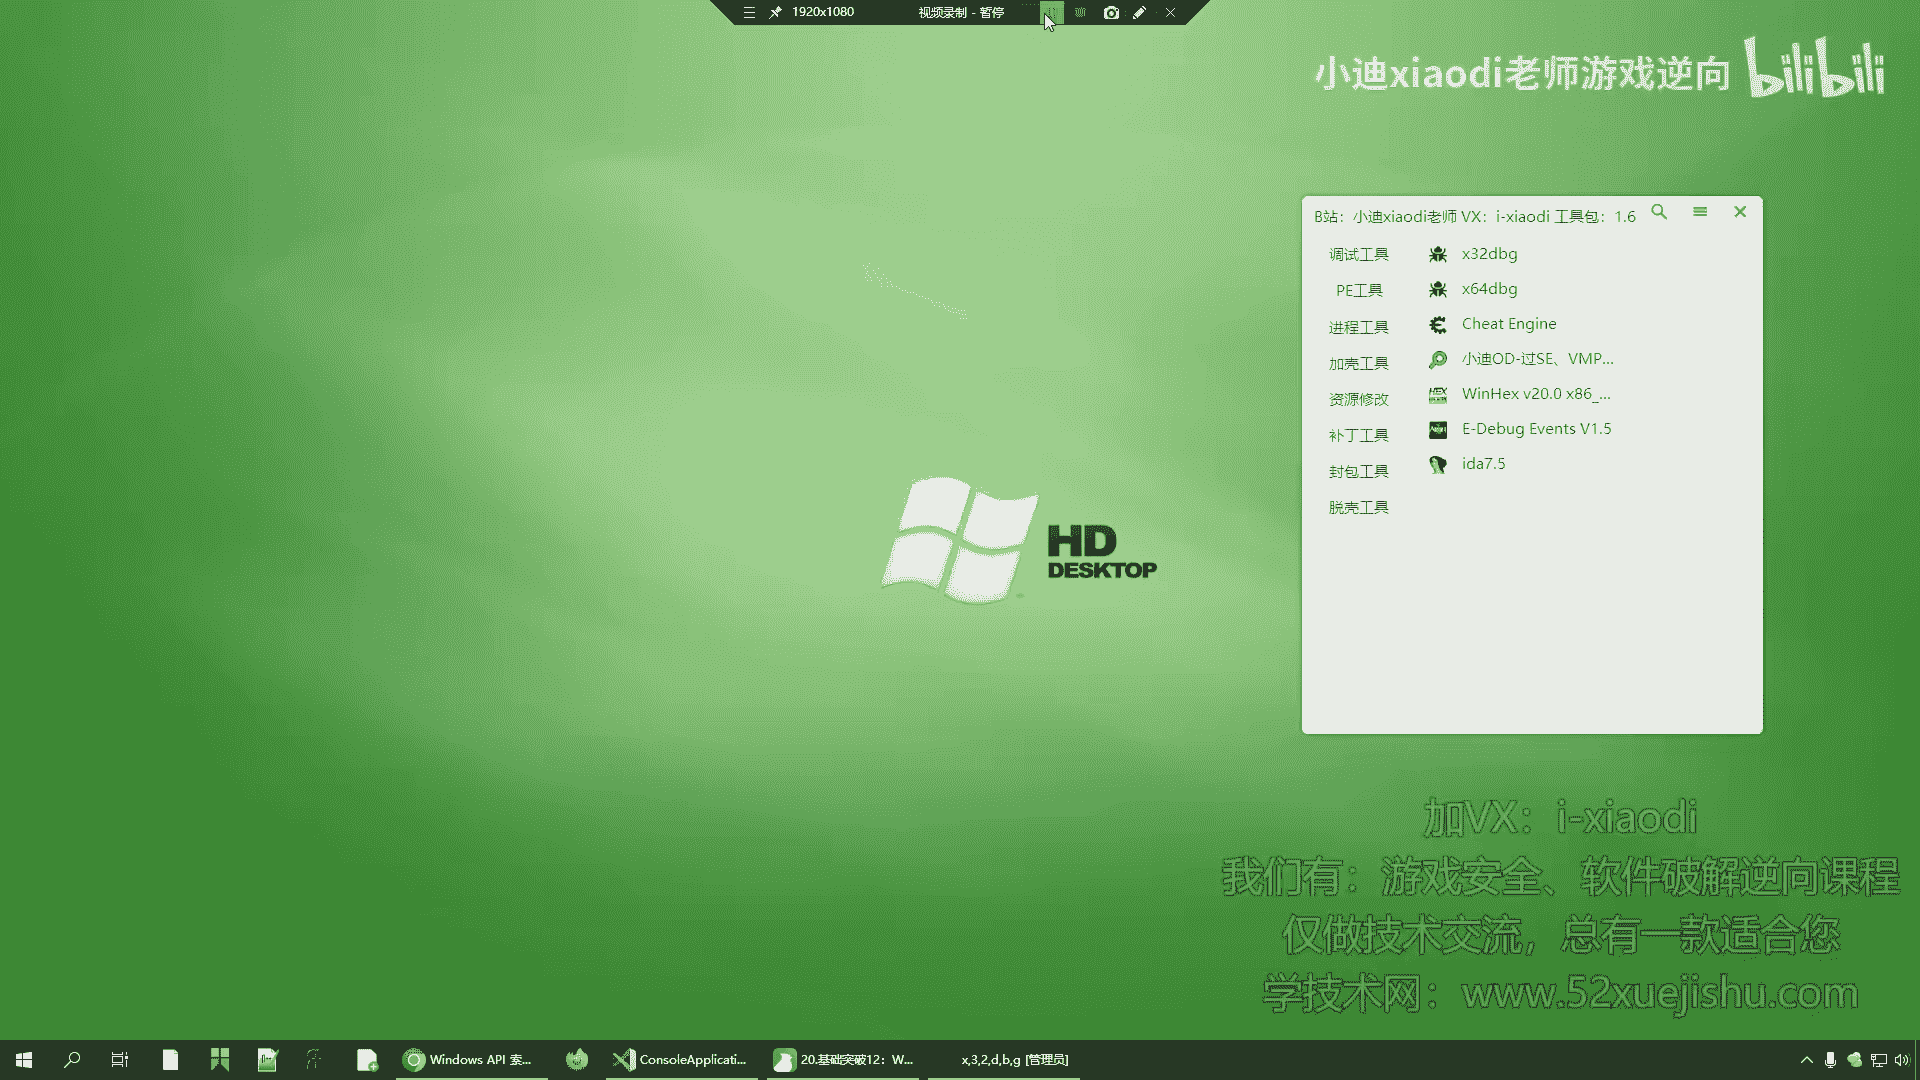 1920x1080 视频录制 - 暂停
小迪xiaodi老师游戏逆向 bilibili
B站：小迪xiaodi老师 VX：i-xiaodi 工具包：1.6
调试工具 x32dbg
PE工具 x64dbg
进程工具 Cheat Engine
加壳工具 小迪OD-过SE、VMP...
资源修改 WinHex v20.0 x86_...
补丁工具 E-Debug Events V1.5
封包工具 ida7.5
脱壳工具
HD
DESKTOP
加VX：i-xiaodi
我们有：游戏安全、软件破解逆向课程
仅做技术交流，总有一款适合您
学技术网：www.52xuejishu.com
Windows API 索... ConsoleApplicati... 20.基础突破12：W... x,3,2,d,b,g [管理员]